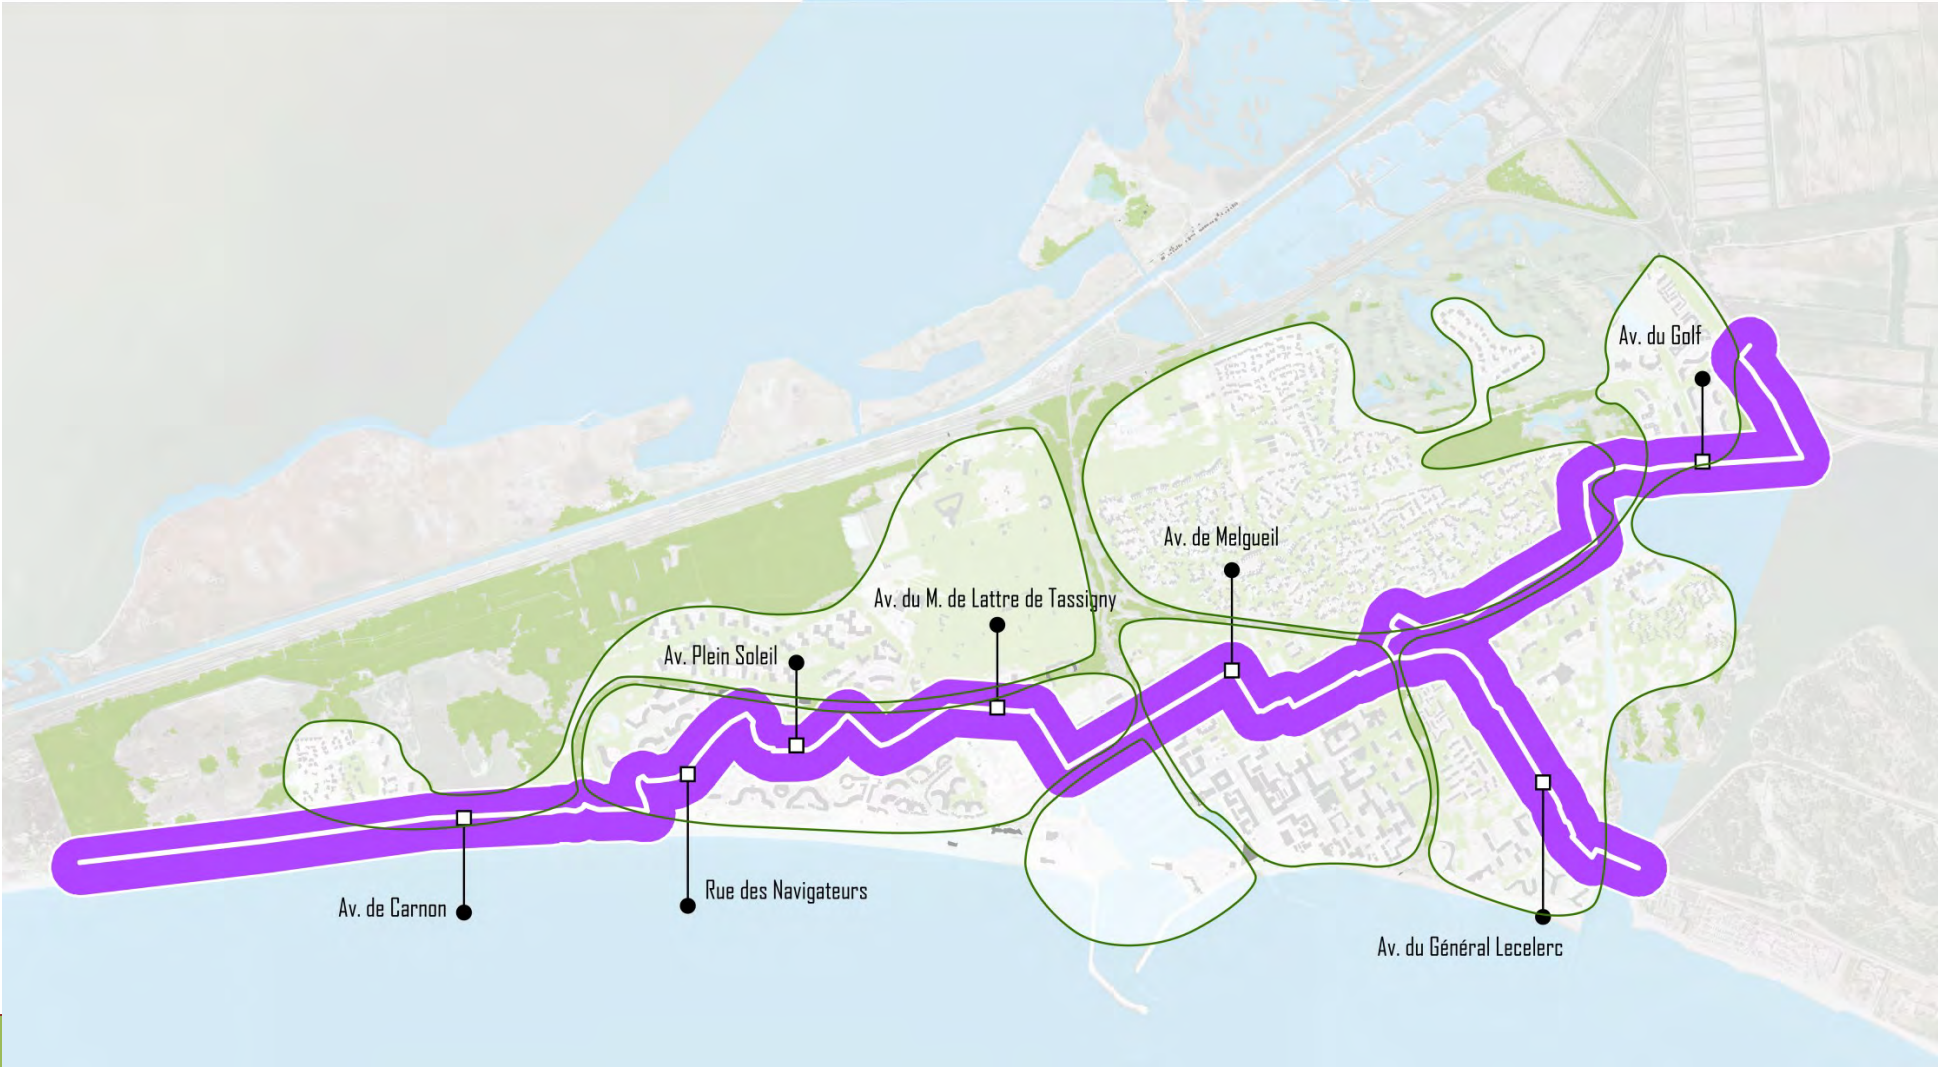 Av. du Golf
Av. de Melgueil
Av. du M. de Lattre de Tassigny
Av. Plein Soleil
Rue des Navigateurs
Av. de Carnon
Av. du Général Lecelerc